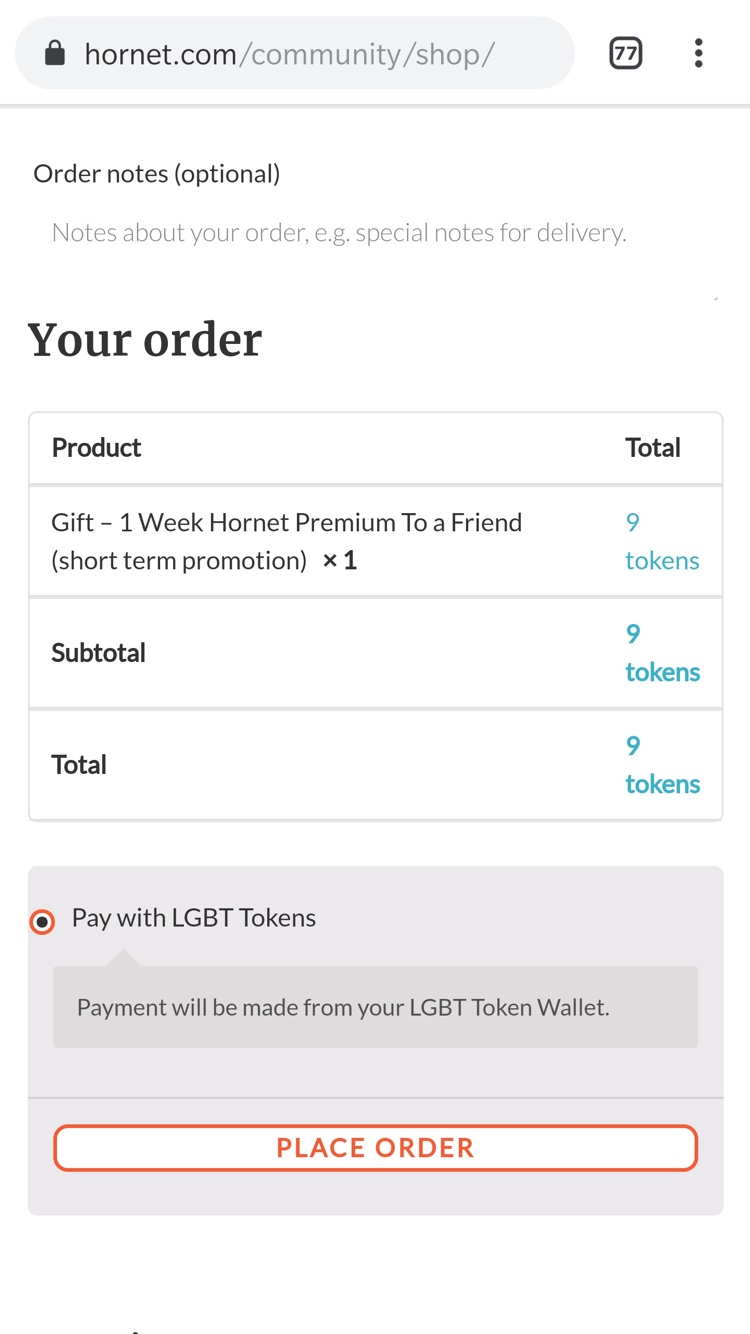 hornet.com/community/shop/
77
Order notes (optional)
Notes about your order, e.g. special notes for delivery.
Your order
Product Total
Gift – 1 Week Hornet Premium To a Friend 9
(short term promotion) × 1 tokens
Subtotal 9 tokens
Total 9 tokens
Pay with LGBT Tokens
Payment will be made from your LGBT Token Wallet.
PLACE ORDER